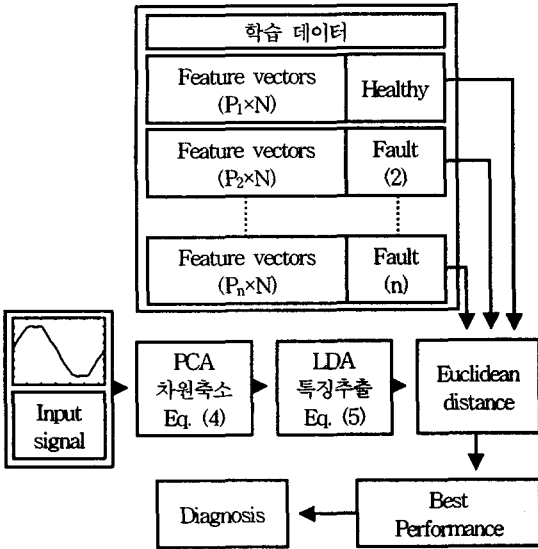 학습 데이터
Feature vectors
(P₁×N)
Healthy
Feature vectors
(P₂×N)
Fault
(2)
Feature vectors
(Pₙ×N)
Fault
(n)
Input
signal
PCA
차원축소
Eq. (4)
LDA
특징추출
Eq. (5)
Euclidean
distance
Diagnosis
Best
Performance